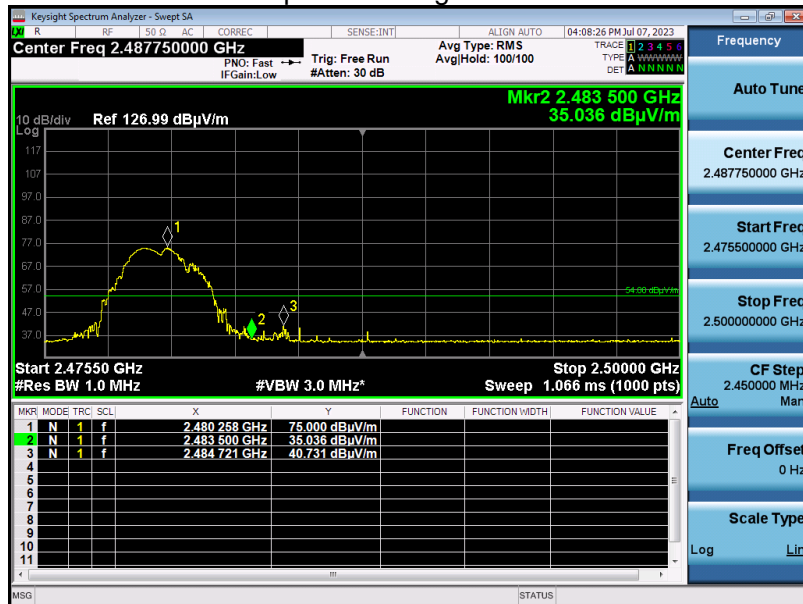 Keysight Spectrum Analyzer - Swept SA
LXI R RF 50 Ω AC CORREC SENSE:INT ALIGN AUTO 04:08:26 PM Jul 07, 2023
Center Freq 2.487750000 GHz
PNO: Fast
IFGain:Low
Trig: Free Run
#Atten: 30 dB
Avg Type: RMS
Avg|Hold: 100/100
TRACE 1 2 3 4 5 6
TYPE A WWWWW
DET A N N N N N
Mkr2 2.483 500 GHz
35.036 dBµV/m
10 dB/div Ref 126.99 dBµV/m
Log
117
107
97.0
87.0
77.0
67.0
57.0
47.0
37.0
1
2
3
54.00 dBµV/m
Start 2.47550 GHz Stop 2.50000 GHz
#Res BW 1.0 MHz #VBW 3.0 MHz* Sweep 1.066 ms (1000 pts)
MKR MODE TRC SCL X Y FUNCTION FUNCTION WIDTH FUNCTION VALUE
1 N 1 f 2.480 258 GHz 75.000 dBµV/m
2 N 1 f 2.483 500 GHz 35.036 dBµV/m
3 N 1 f 2.484 721 GHz 40.731 dBµV/m
4
5
6
7
8
9
10
11
MSG STATUS
Frequency
Auto Tune
Center Freq
2.487750000 GHz
Start Freq
2.475500000 GHz
Stop Freq
2.500000000 GHz
CF Step
2.450000 MHz
Auto Man
Freq Offset
0 Hz
Scale Type
Log Lin